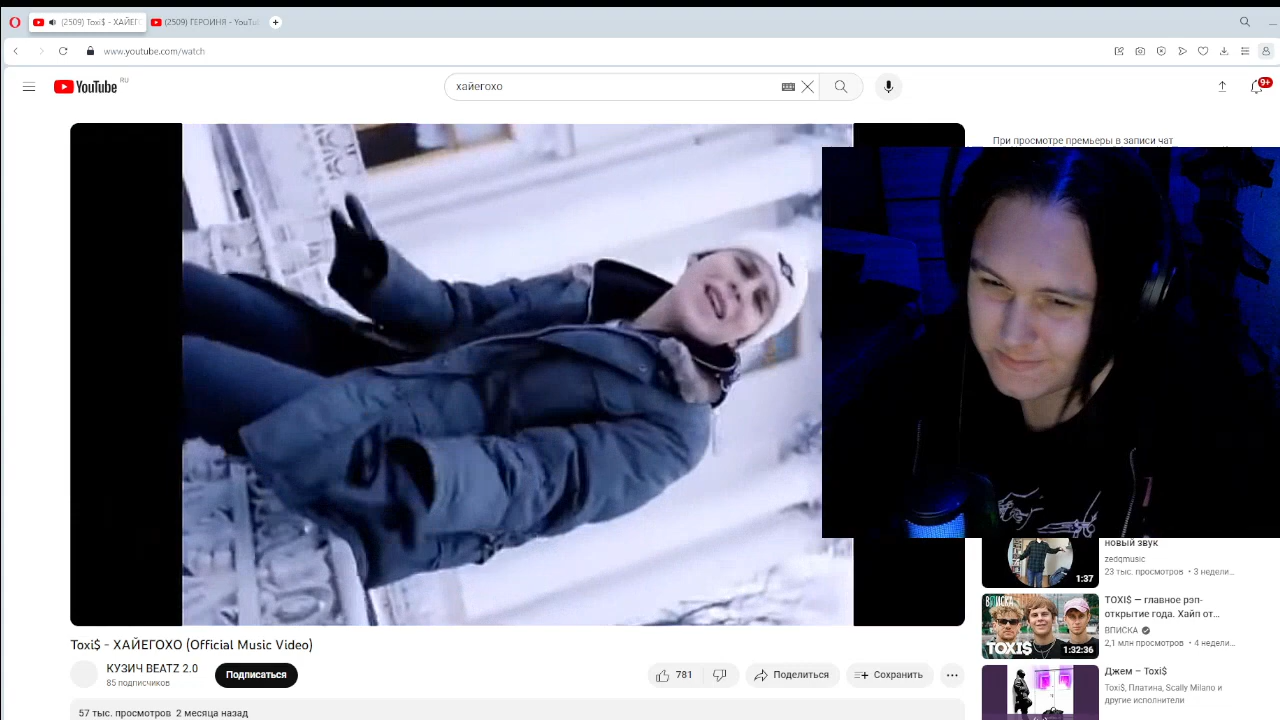 (2509) Toxi$ - ХАЙЕГ
(2509) ГЕРОИНЯ - YouTu
www.youtube.com/watch
YouTube RU
хайегохо
9+
При просмотре премьеры в записи чат
новый звук
zedqmusic
23 тыс. просмотров • 3 недели...
1:37
ВПИСКА
TOXI$
1:32:36
TOXI$ — главное рэп-
открытие года. Хайп от...
ВПИСКА
2,1 млн просмотров • 4 недели...
Джем – Toxi$
Toxi$, Платина, Scally Milano и
другие исполнители
Toxi$ - ХАЙЕГОХО (Official Music Video)
КУЗИЧ BEATZ 2.0
85 подписчиков
Подписаться
781
Поделиться
Сохранить
57 тыс. просмотров 2 месяца назад